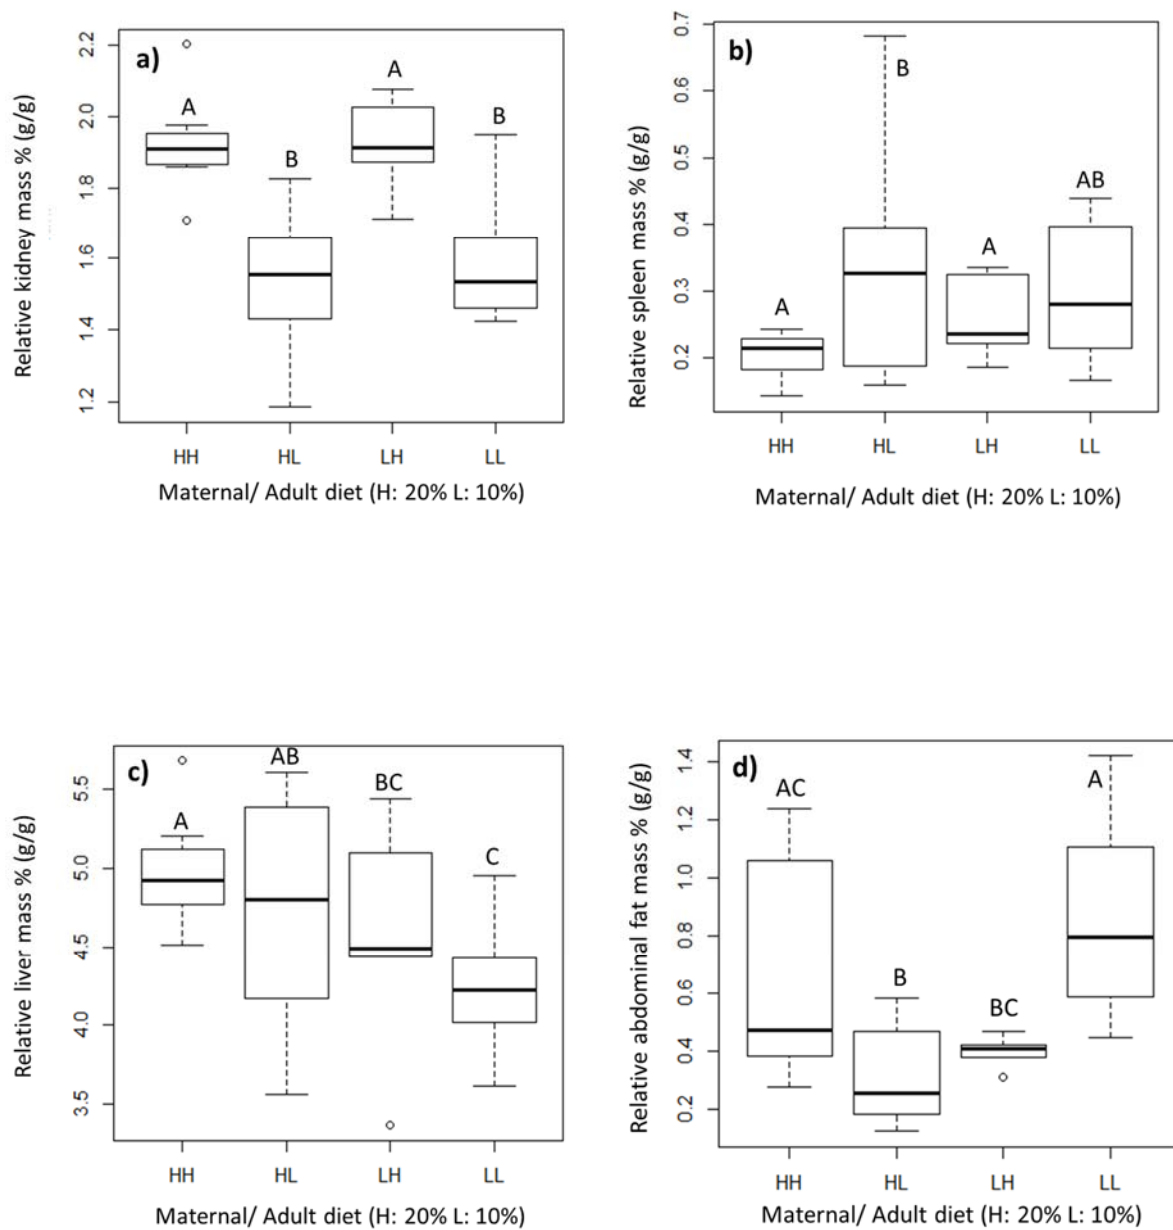 a)
Relative kidney mass % (g/g)
2.2
2.0
1.8
1.6
1.4
1.2
A
B
A
B
HH HL LH LL
Maternal/ Adult diet (H: 20% L: 10%)
b)
Relative spleen mass % (g/g)
0.7
0.6
0.5
0.4
0.3
0.2
A
B
A
AB
HH HL LH LL
Maternal/ Adult diet (H: 20% L: 10%)
c)
Relative liver mass % (g/g)
5.5
5.0
4.5
4.0
3.5
A
AB
BC
C
HH HL LH LL
Maternal/ Adult diet (H: 20% L: 10%)
d)
Relative abdominal fat mass % (g/g)
1.4
1.2
1.0
0.8
0.6
0.4
0.2
AC
B
BC
A
HH HL LH LL
Maternal/ Adult diet (H: 20% L: 10%)